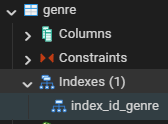 genre
Columns
Constraints
Indexes (1)
index_id_genre